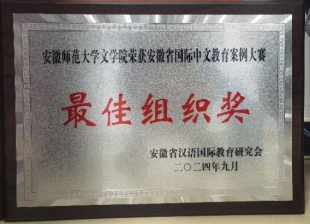 安徽师范大学文学院荣获安徽省国际中文教育案例大赛
最佳组织奖
安徽省汉语国际教育研究会
二〇二四年九月